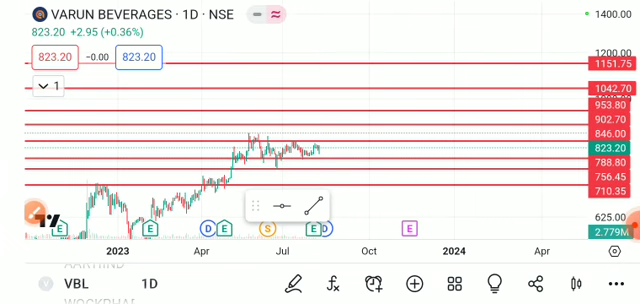 VARUN BEVERAGES · 1D · NSE
823.20 +2.95 (+0.36%)
823.20 −0.00 823.20
1
1400.00
1200.00
1151.75
1042.70
953.80
902.70
846.00
823.20
788.80
756.45
710.35
625.00
2.779M
E E D E S E D E
2023 Apr Jul Oct 2024 Apr
VBL 1D